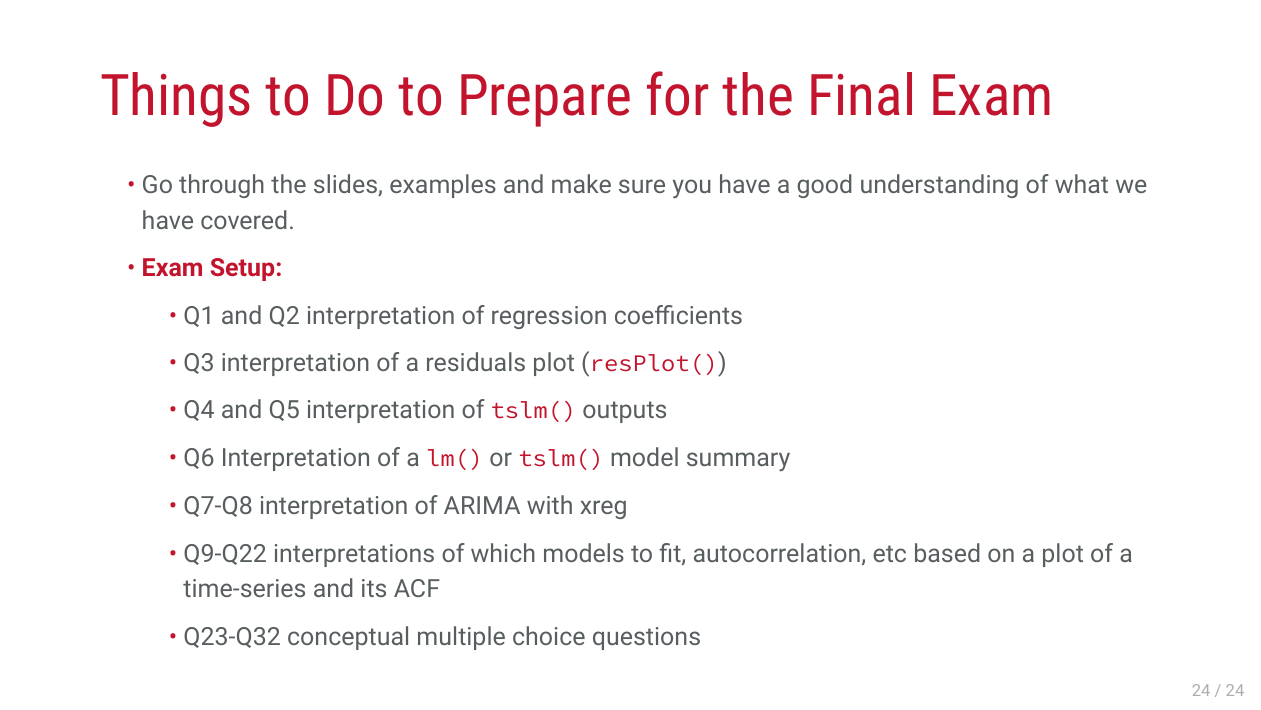 Things to Do to Prepare for the Final Exam
• Go through the slides, examples and make sure you have a good understanding of what we
have covered.
• Exam Setup:
• Q1 and Q2 interpretation of regression coefficients
• Q3 interpretation of a residuals plot (resPlot())
• Q4 and Q5 interpretation of tslm() outputs
• Q6 Interpretation of a lm() or tslm() model summary
• Q7-Q8 interpretation of ARIMA with xreg
• Q9-Q22 interpretations of which models to fit, autocorrelation, etc based on a plot of a
time-series and its ACF
• Q23-Q32 conceptual multiple choice questions
24 / 24